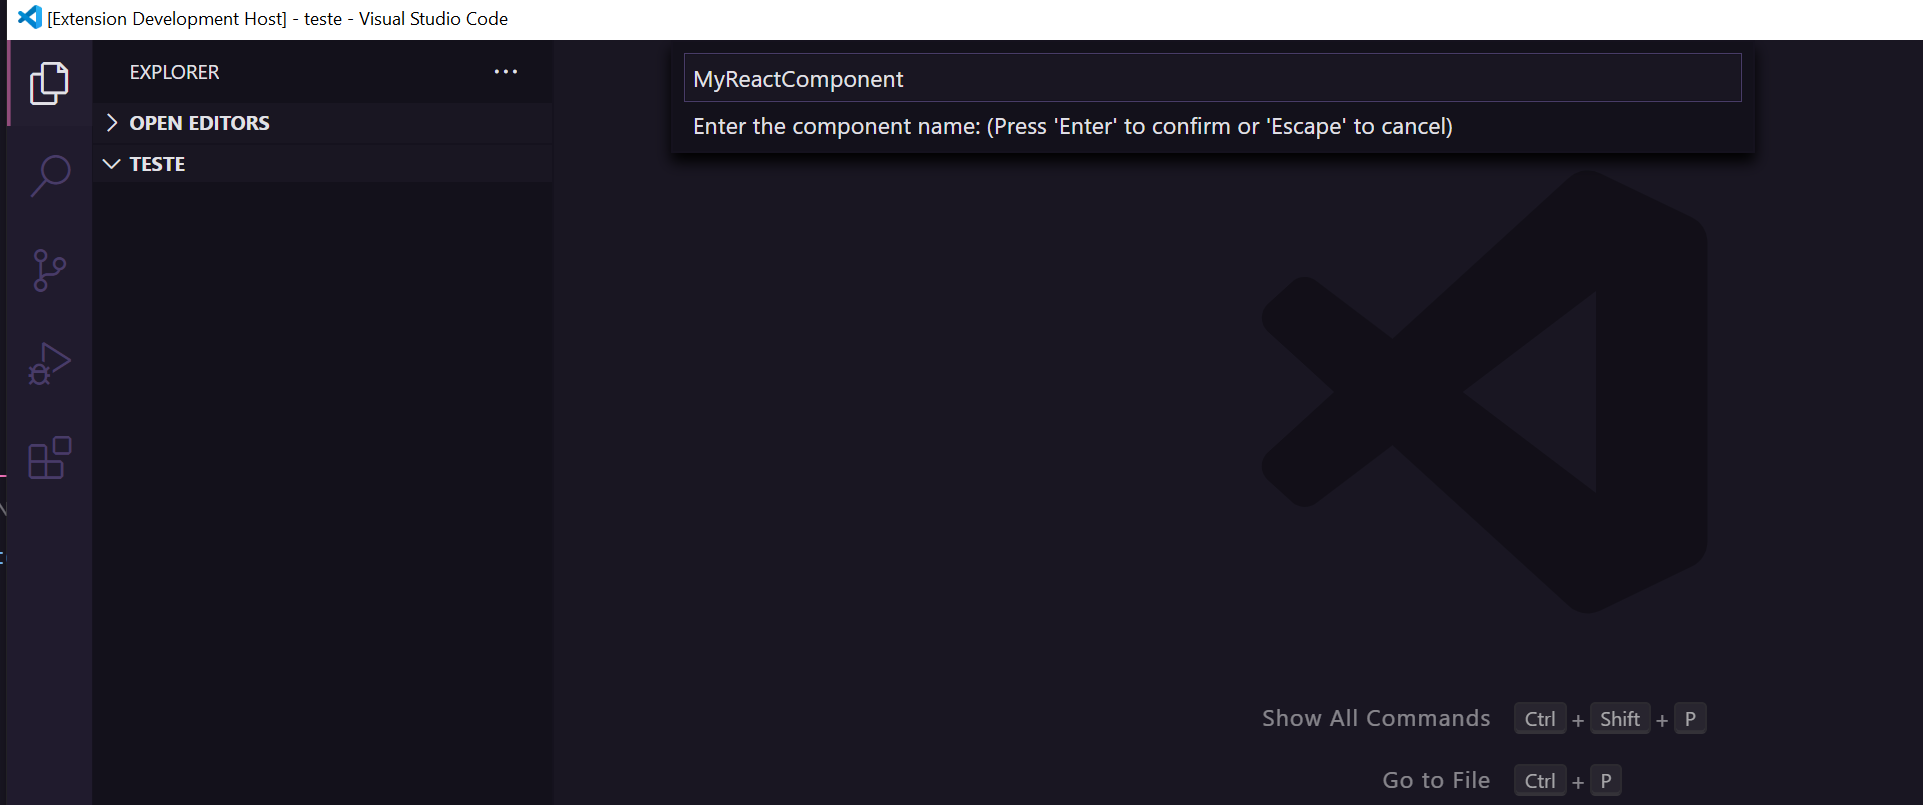 [Extension Development Host] - teste - Visual Studio Code
EXPLORER
OPEN EDITORS
TESTE
MyReactComponent
Enter the component name: (Press 'Enter' to confirm or 'Escape' to cancel)
Show All Commands Ctrl + Shift + P
Go to File Ctrl + P